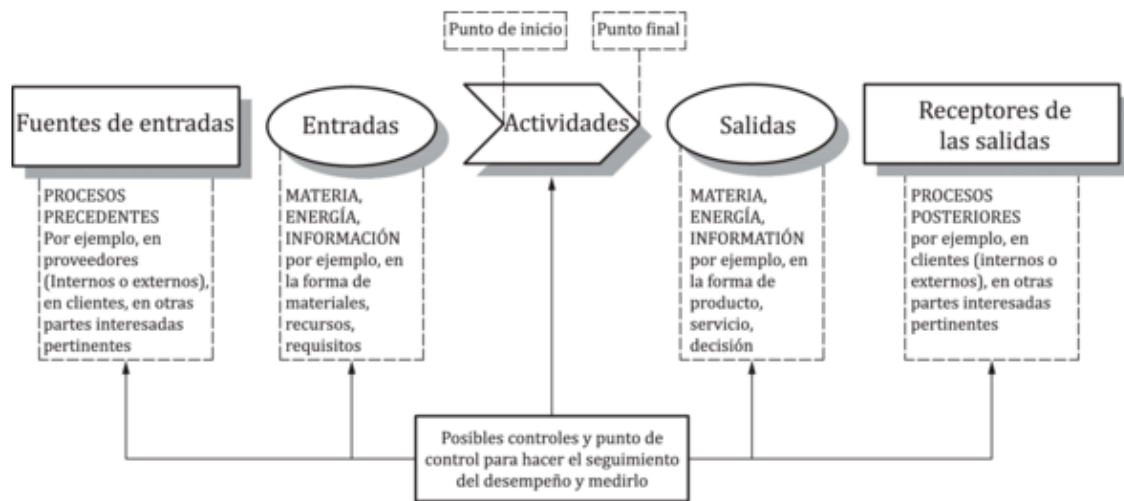 Punto de inicio
Punto final
Fuentes de entradas
Entradas
Actividades
Salidas
Receptores de
las salidas
PROCESOS
PRECEDENTES
Por ejemplo, en
proveedores
(Internos o externos),
en clientes, en otras
partes interesadas
pertinentes
MATERIA,
ENERGÍA,
INFORMACIÓN
por ejemplo, en
la forma de
materiales,
recursos,
requisitos
MATERIA,
ENERGÍA,
INFORMATIÓN
por ejemplo, en
la forma de
producto,
servicio,
decisión
PROCESOS
POSTERIORES
por ejemplo, en
clientes (internos o
externos), en otras
partes interesadas
pertinentes
Posibles controles y punto de
control para hacer el seguimiento
del desempeño y medirlo